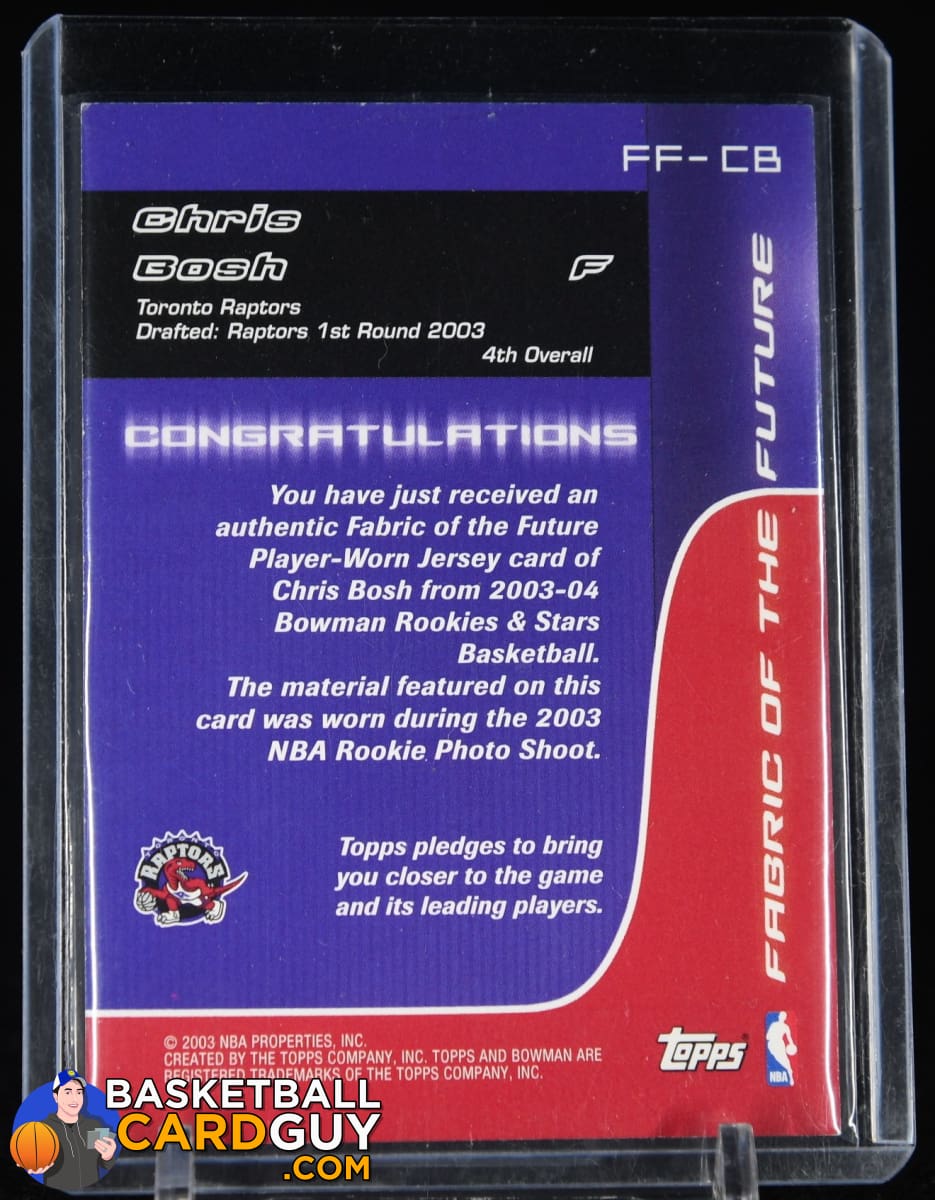 FF-CB
Chris
Bosh
F
Toronto Raptors
Drafted: Raptors 1st Round 2003
4th Overall
CONGRATULATIONS
You have just received an
authentic Fabric of the Future
Player-Worn Jersey card of
Chris Bosh from 2003-04
Bowman Rookies & Stars
Basketball.
The material featured on this
card was worn during the 2003
NBA Rookie Photo Shoot.
RAPTORS
Topps pledges to bring
you closer to the game
and its leading players.
FABRIC OF THE FUTURE
© 2003 NBA PROPERTIES, INC.
CREATED BY THE TOPPS COMPANY, INC. TOPPS AND BOWMAN ARE
REGISTERED TRADEMARKS OF THE TOPPS COMPANY, INC.
Topps
NBA
BASKETBALL
CARDGUY
.COM